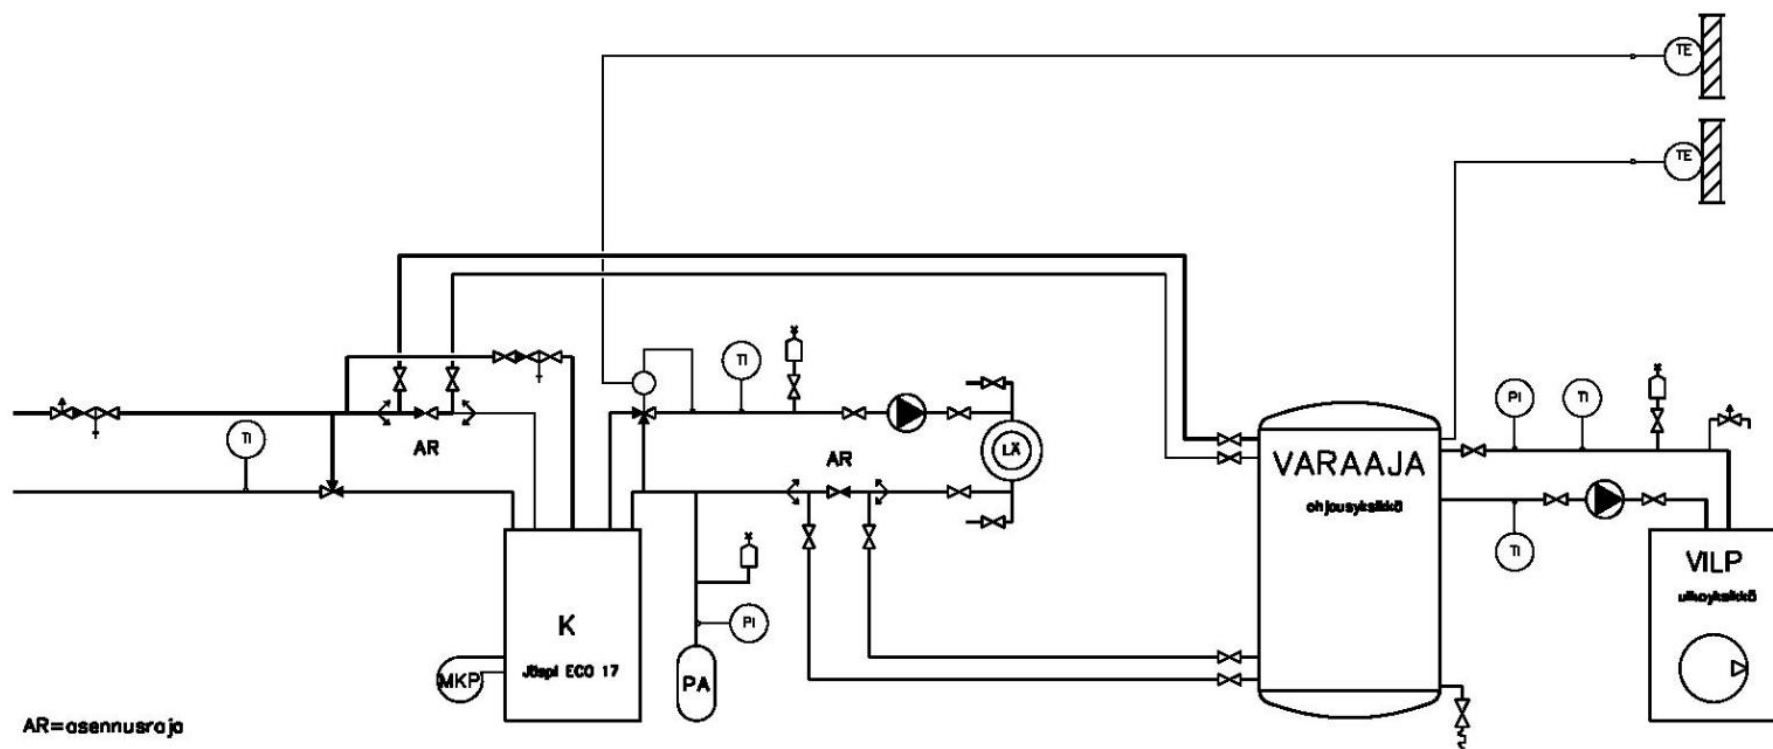 TE
TE
TI
PI
TI
TI
AR
AR
LÄ
VARAAJA
ohjousyksikkö
TI
VILP
ulkoyksikkö
K
Jäspi ECO 17
PI
MKP
PA
AR=asennusraja